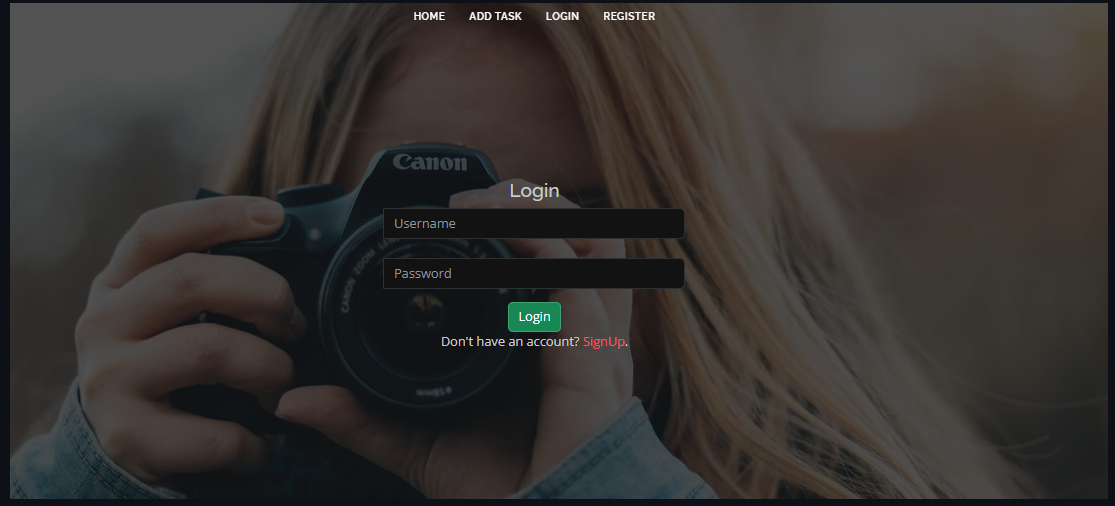 HOME ADD TASK LOGIN REGISTER
Canon
Login
Username
Password
Login
Don't have an account? SignUp.